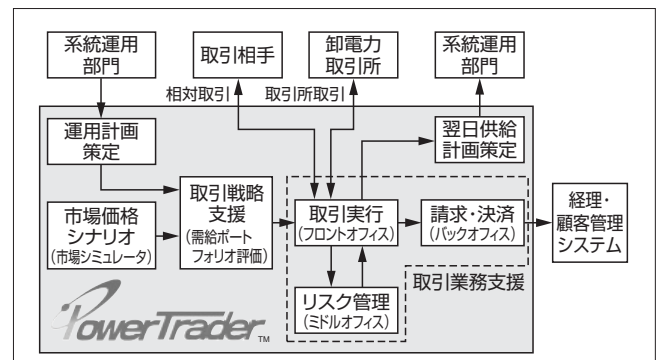 系統運用
部門
取引相手
卸電力
取引所
系統運用
部門
相対取引
取引所取引
運用計画
策定
翌日供給
計画策定
市場価格
シナリオ
(市場シミュレータ)
取引戦略
支援
(需給ポート
フォリオ評価)
取引実行
(フロントオフィス)
請求・決済
(バックオフィス)
経理・
顧客管理
システム
リスク管理
(ミドルオフィス)
取引業務支援
PowerTrader™